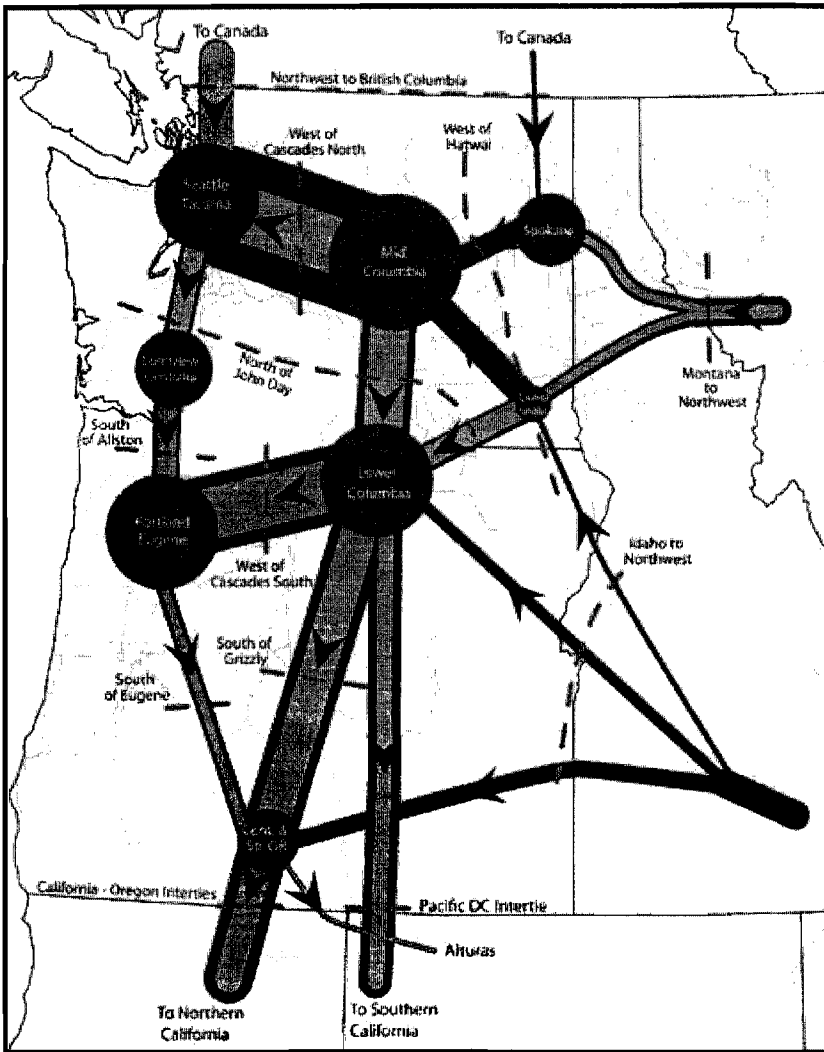 To Canada
To Canada
Northwest to British Columbia
West of
Cascades North
West of
Hatwai
Seattle
Tacoma
Spokane
Mid
Columbia
North of
John Day
Montana
to
Northwest
South
of Allston
Lower
Columbia
Portland
Eugene
West of
Cascades South
Idaho to
Northwest
South of
Grizzly
South
of Eugene
California - Oregon Interties
Pacific DC Intertie
Alturas
To Northern
California
To Southern
California